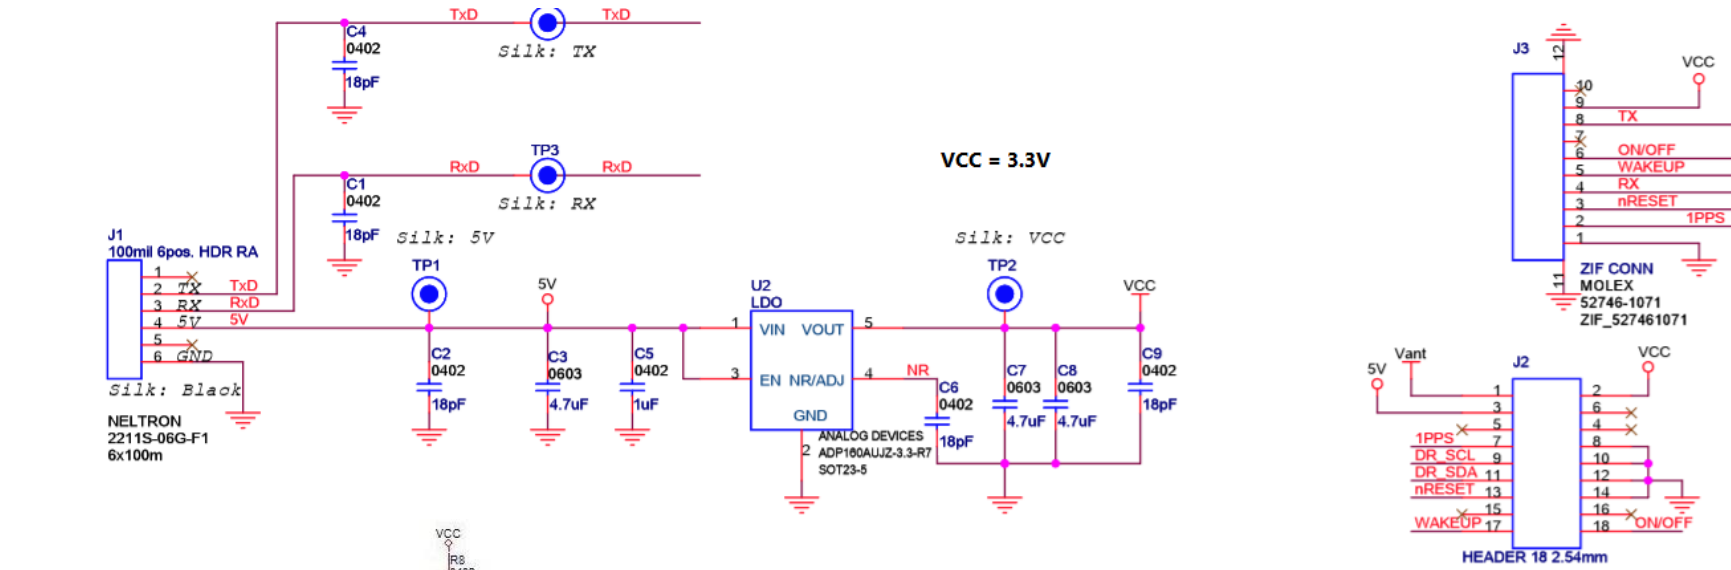 TxD
TxD
C4
0402
Silk: TX
18pF
TP3
RxD
RxD
C1
0402
Silk: RX
18pF
VCC = 3.3V
J1
100mil 6pos. HDR RA
1
2 TX TxD
3 RX RxD
4 5V 5V
5
6 GND
Silk: Black
NELTRON
2211S-06G-F1
6x100m
Silk: 5V
TP1
5V
C2
0402
18pF
C3
0603
4.7uF
C5
0402
1uF
U2
LDO
1 VIN VOUT 5
3 EN NR/ADJ 4
GND
2
ANALOG DEVICES
ADP160AUJZ-3.3-R7
SOT23-5
NR
C6
0402
18pF
Silk: VCC
TP2
VCC
C7
0603
4.7uF
C8
0603
4.7uF
C9
0402
18pF
VCC
R8
J3
12
VCC
10
9
8 TX
7
6 ON/OFF
5 WAKEUP
4 RX
3 nRESET
2 1PPS
1
11
ZIF CONN
MOLEX
52746-1071
ZIF_527461071
Vant
5V
J2
VCC
1 2
3 6
5 4
1PPS 7 8
DR_SCL 9 10
DR_SDA 11 12
nRESET 13 14
15 16
WAKEUP 17 18 ON/OFF
HEADER 18 2.54mm